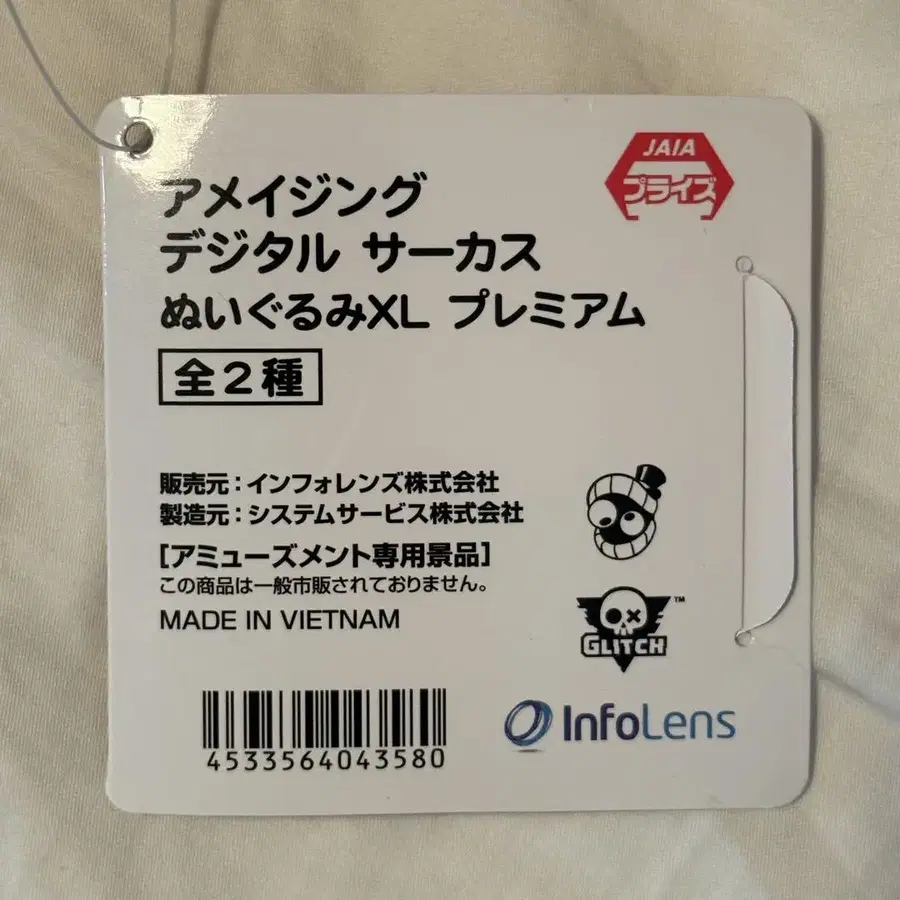 JAIA
プライズ
アメイジング
デジタル サーカス
ぬいぐるみXL プレミアム
全2種
販売元：インフォレンズ株式会社
製造元：システムサービス株式会社
[アミューズメント専用景品]
この商品は一般市販されておりません。
MADE IN VIETNAM
GLITCH™
4533564043580
InfoLens